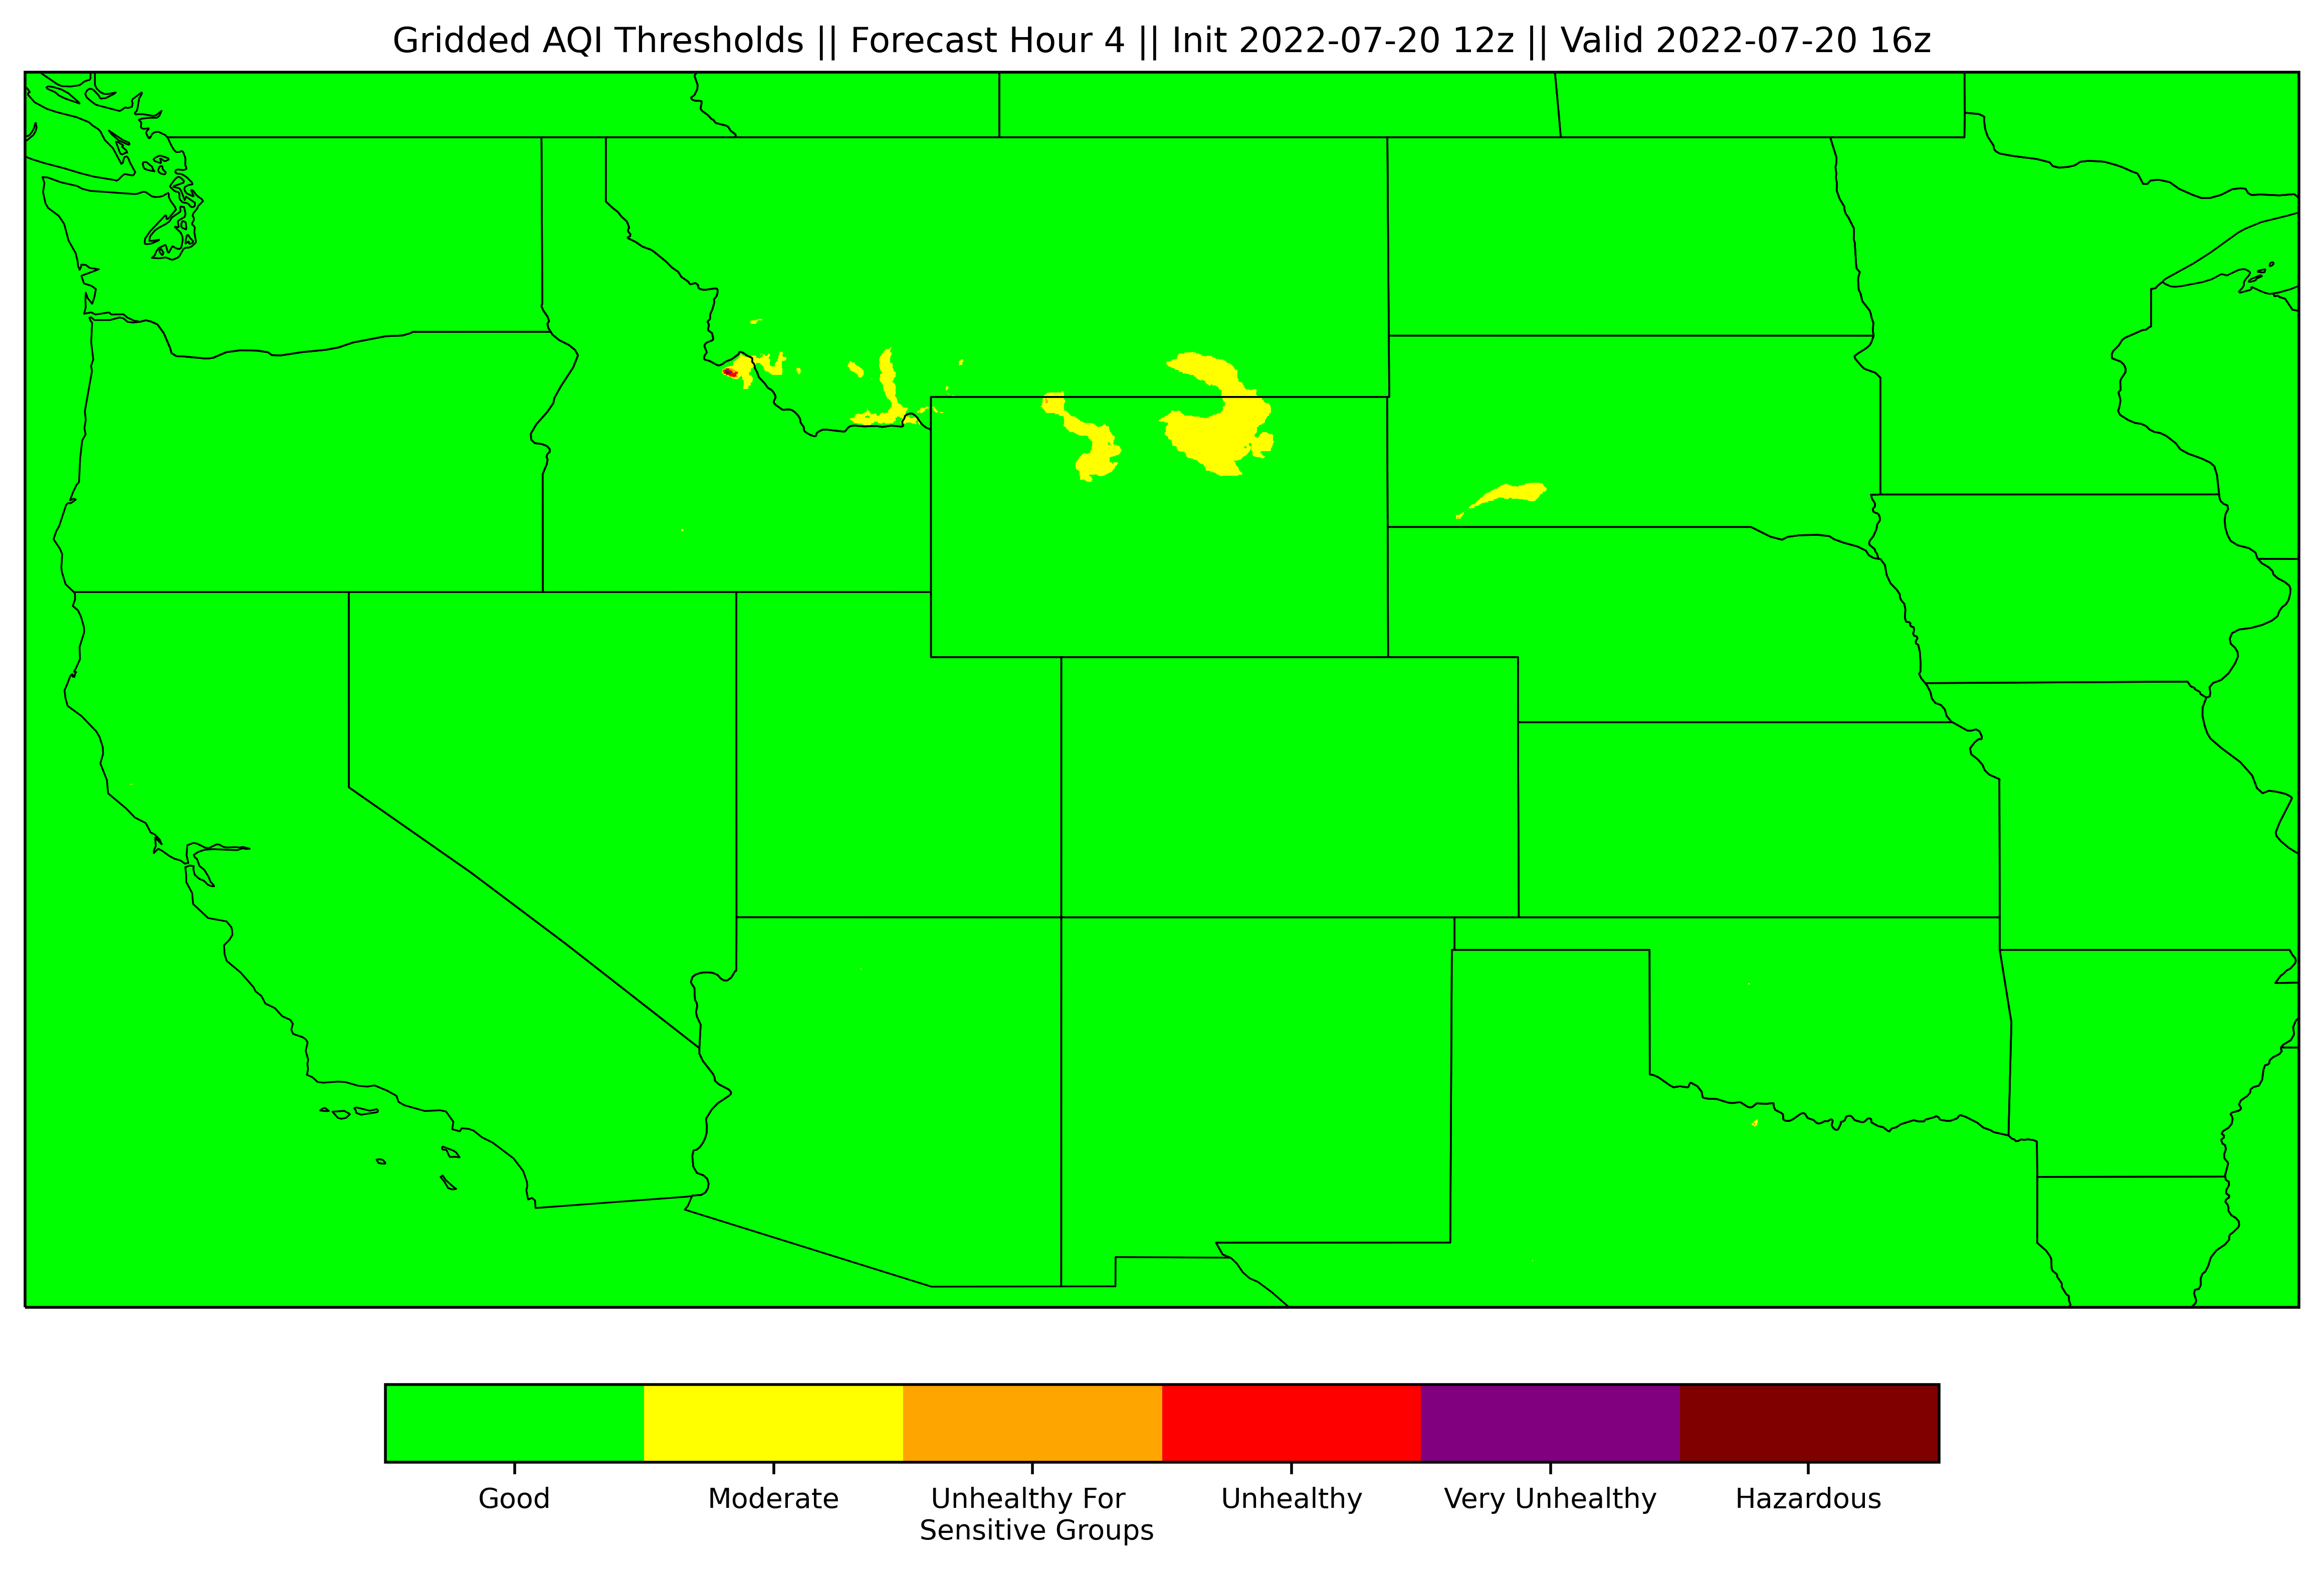 Gridded AQI Thresholds || Forecast Hour 4 || Init 2022-07-20 12z || Valid 2022-07-20 16z
Good
Moderate
Unhealthy For
Sensitive Groups
Unhealthy
Very Unhealthy
Hazardous